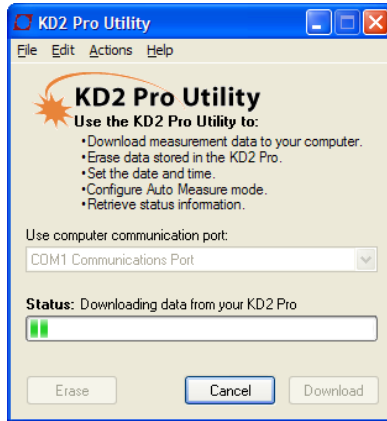 KD2 Pro Utility
File Edit Actions Help
KD2 Pro Utility
Use the KD2 Pro Utility to:
•Download measurement data to your computer.
•Erase data stored in the KD2 Pro.
•Set the date and time.
•Configure Auto Measure mode.
•Retrieve status information.
Use computer communication port:
COM1 Communications Port
Status: Downloading data from your KD2 Pro
Erase Cancel Download